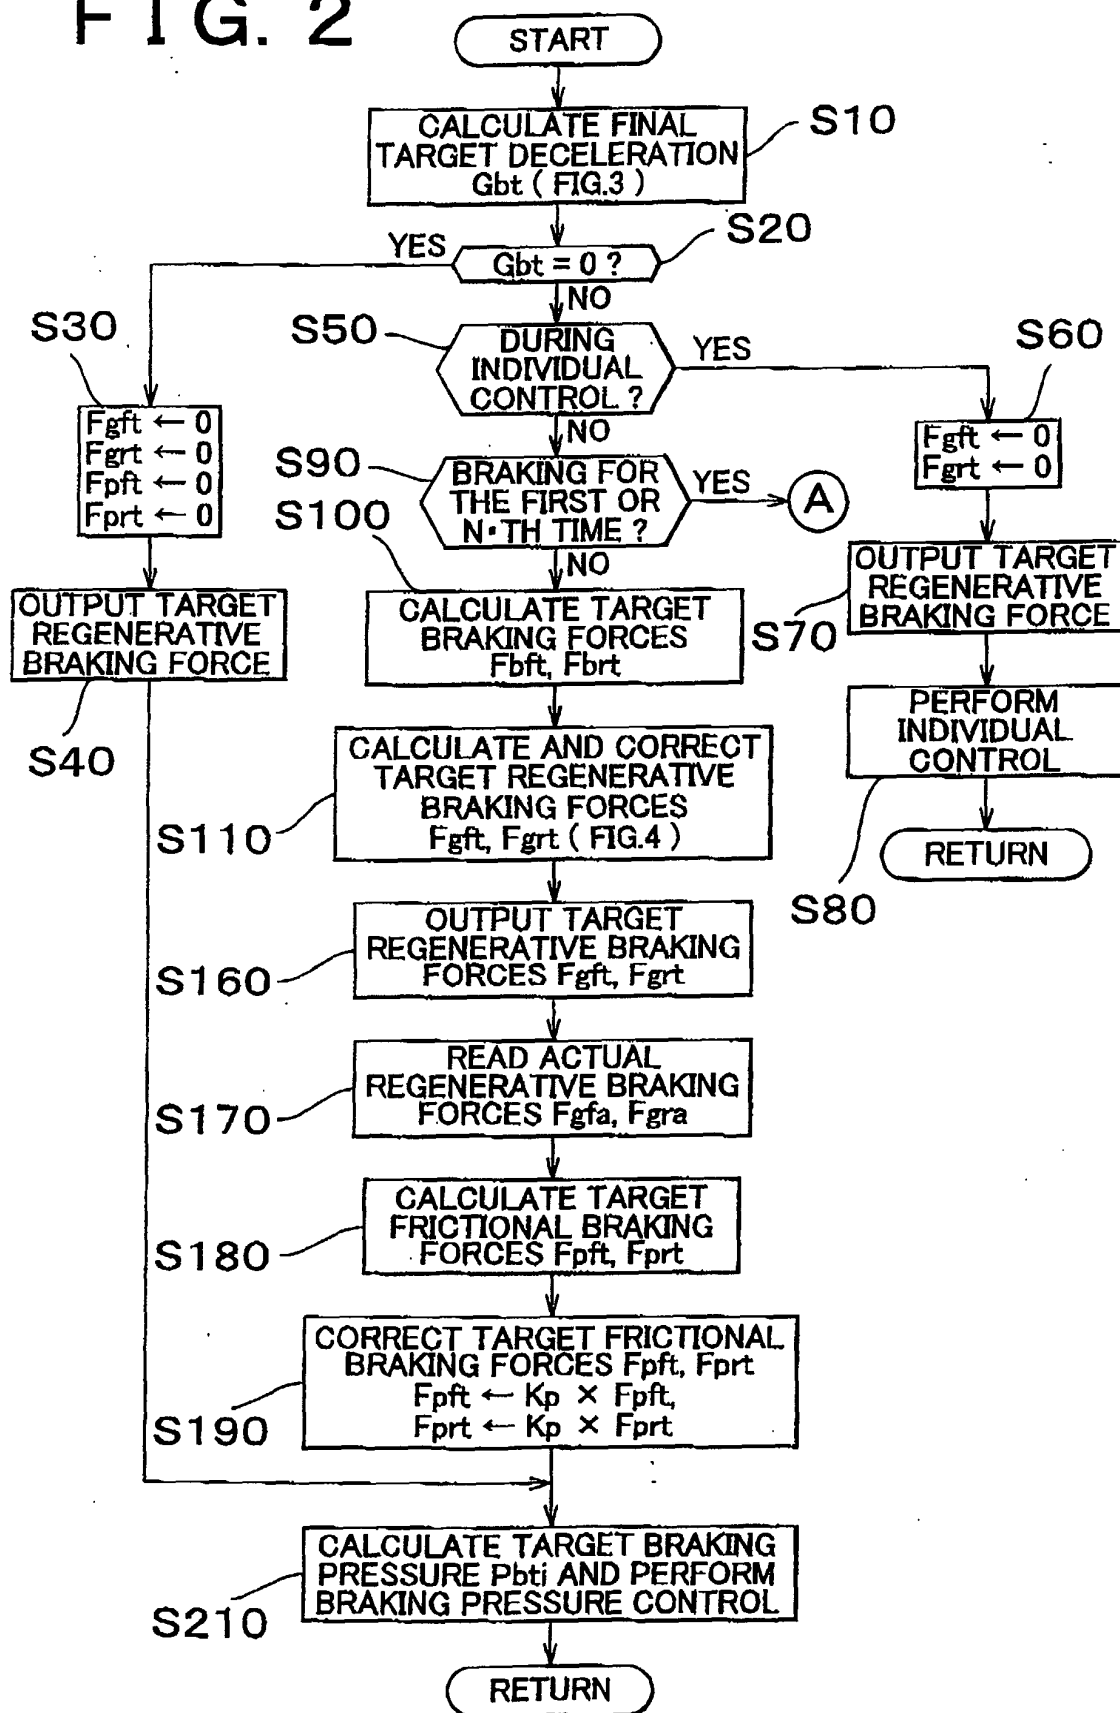 FIG. 2
START
CALCULATE FINAL
TARGET DECELERATION
Gbt ( FIG.3 )
S10
S20
YES
Gbt = 0 ?
NO
S30
S50
DURING
INDIVIDUAL
CONTROL ?
YES
S60
Fgft ← 0
Fgrt ← 0
Fpft ← 0
Fprt ← 0
NO
Fgft ← 0
Fgrt ← 0
S90
BRAKING FOR
THE FIRST OR
N·TH TIME ?
YES
A
S100
NO
OUTPUT TARGET
REGENERATIVE
BRAKING FORCE
S40
CALCULATE TARGET
BRAKING FORCES
Fbft, Fbrt
OUTPUT TARGET
REGENERATIVE
BRAKING FORCE
S70
PERFORM
INDIVIDUAL
CONTROL
S80
RETURN
CALCULATE AND CORRECT
TARGET REGENERATIVE
BRAKING FORCES
Fgft, Fgrt ( FIG.4 )
S110
OUTPUT TARGET
REGENERATIVE BRAKING
FORCES Fgft, Fgrt
S160
READ ACTUAL
REGENERATIVE BRAKING
FORCES Fgfa, Fgra
S170
CALCULATE TARGET
FRICTIONAL BRAKING
FORCES Fpft, Fprt
S180
CORRECT TARGET FRICTIONAL
BRAKING FORCES Fpft, Fprt
Fpft ← Kp × Fpft,
Fprt ← Kp × Fprt
S190
CALCULATE TARGET BRAKING
PRESSURE Pbti AND PERFORM
BRAKING PRESSURE CONTROL
S210
RETURN